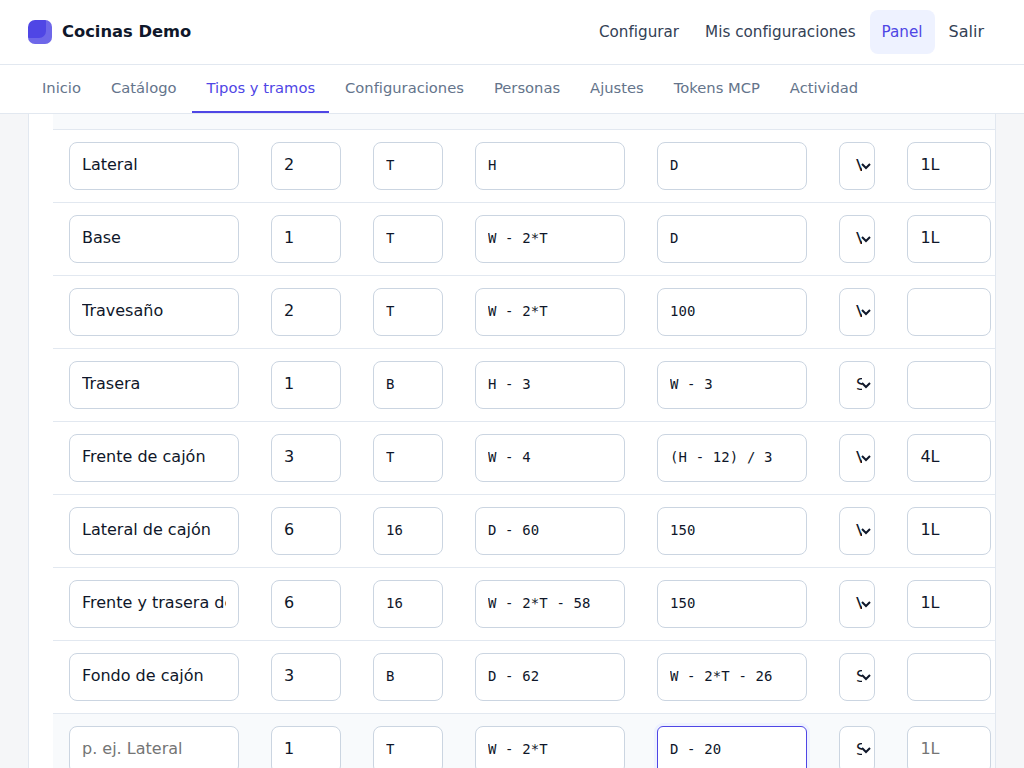 Cocinas Demo
Configurar Mis configuraciones Panel Salir
Inicio Catálogo Tipos y tramos Configuraciones Personas Ajustes Tokens MCP Actividad
Lateral 2 T H D 1L
Base 1 T W - 2*T D 1L
Travesaño 2 T W - 2*T 100
Trasera 1 B H - 3 W - 3
Frente de cajón 3 T W - 4 (H - 12) / 3 4L
Lateral de cajón 6 16 D - 60 150 1L
Frente y trasera 6 16 W - 2*T - 58 150 1L
Fondo de cajón 3 B D - 62 W - 2*T - 26
p. ej. Lateral 1 T W - 2*T D - 20 1L